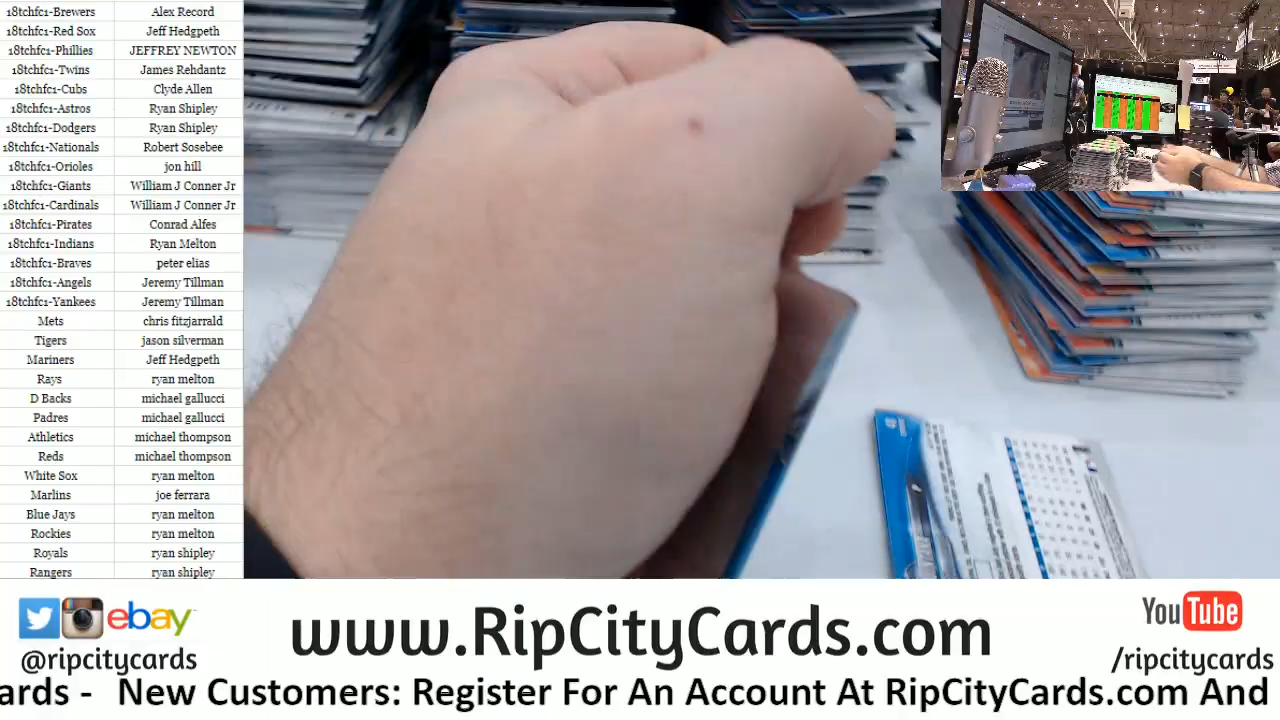 18tchfc1-Brewers Alex Record
18tchfc1-Red Sox Jeff Hedgpeth
18tchfc1-Phillies JEFFREY NEWTON
18tchfc1-Twins James Rehdantz
18tchfc1-Cubs Clyde Allen
18tchfc1-Astros Ryan Shipley
18tchfc1-Dodgers Ryan Shipley
18tchfc1-Nationals Robert Sosebee
18tchfc1-Orioles jon hill
18tchfc1-Giants William J Conner Jr
18tchfc1-Cardinals William J Conner Jr
18tchfc1-Pirates Conrad Alfes
18tchfc1-Indians Ryan Melton
18tchfc1-Braves peter elias
18tchfc1-Angels Jeremy Tillman
18tchfc1-Yankees Jeremy Tillman
Mets chris fitzjarrald
Tigers jason silverman
Mariners Jeff Hedgpeth
Rays ryan melton
D Backs michael gallucci
Padres michael gallucci
Athletics michael thompson
Reds michael thompson
White Sox ryan melton
Marlins joe ferrara
Blue Jays ryan melton
Rockies ryan melton
Royals ryan shipley
Rangers ryan shipley
ebay
@ripcitycards
www.RipCityCards.com
YouTube
/ripcitycards
ards - New Customers: Register For An Account At RipCityCards.com And